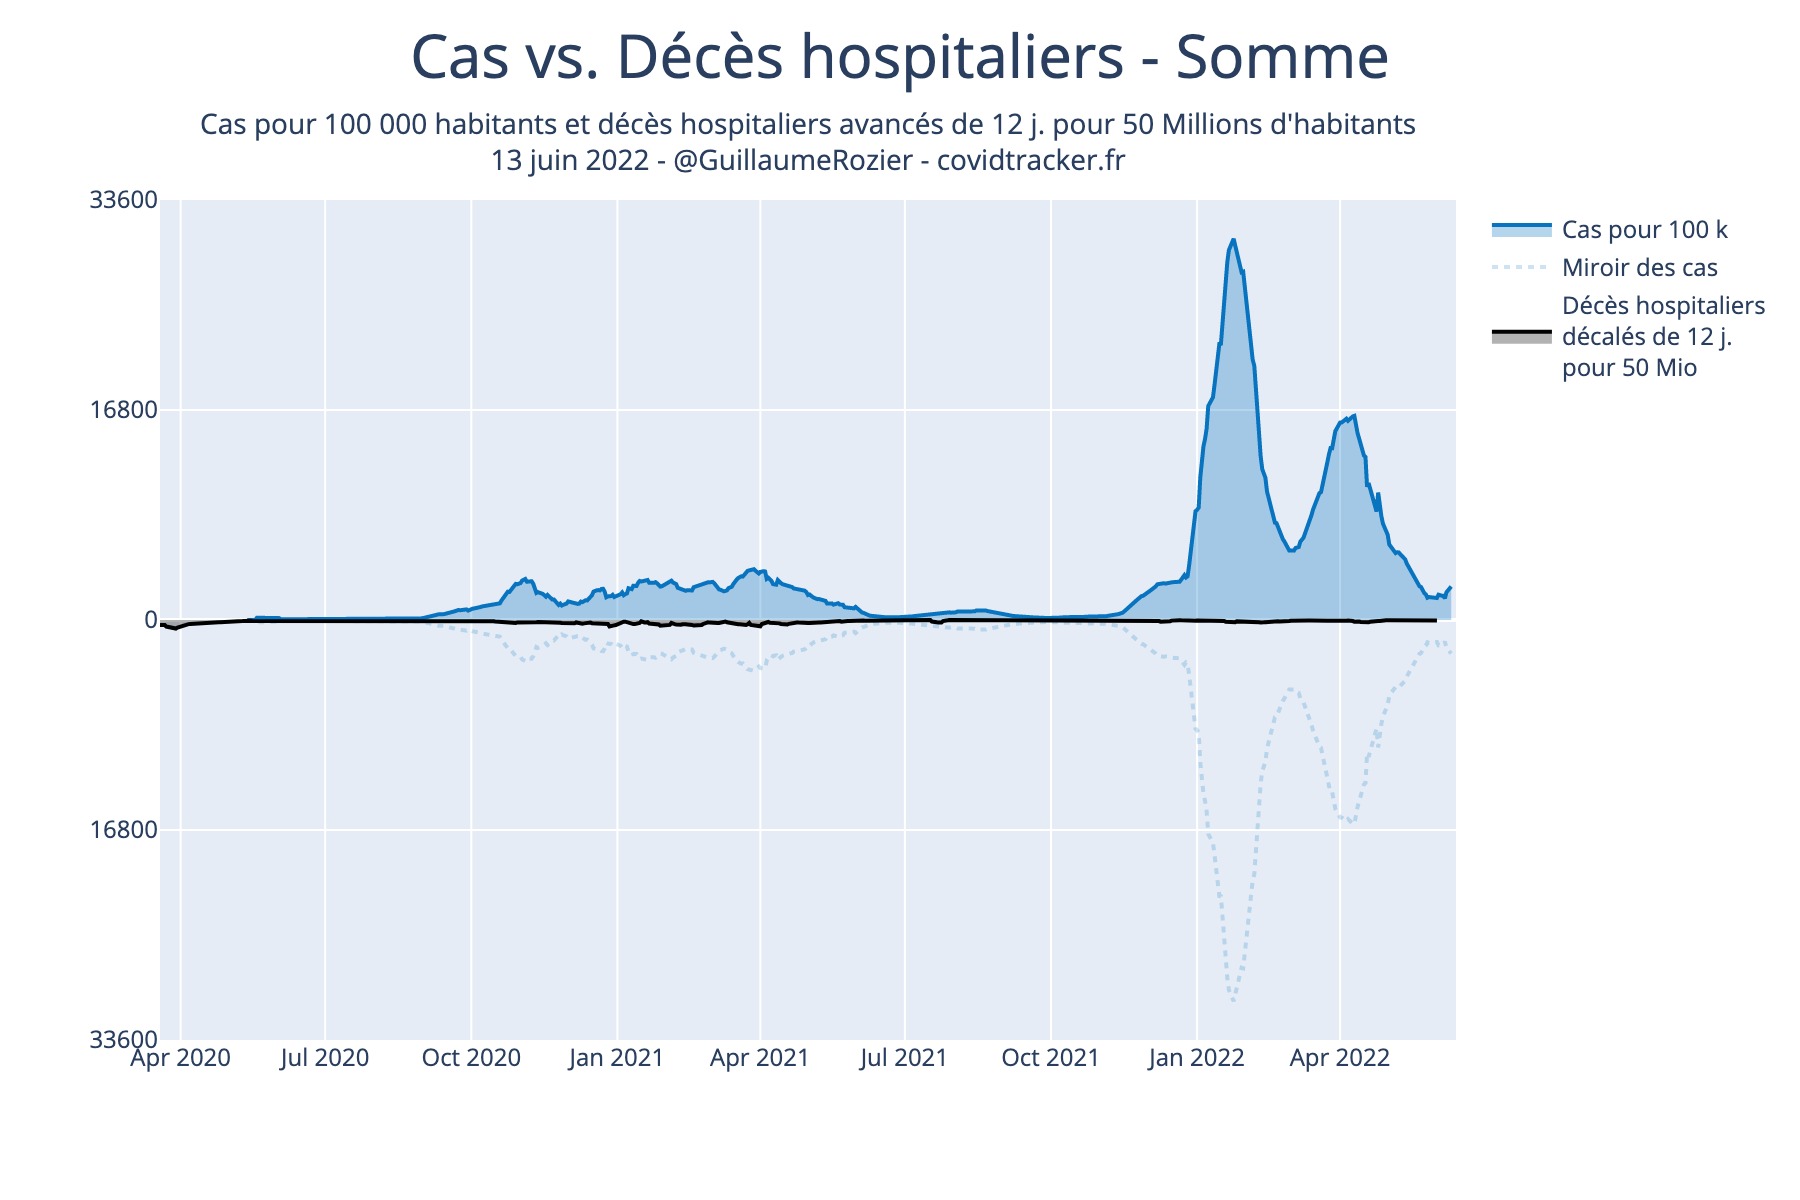 Cas vs. Décès hospitaliers - Somme
Cas pour 100 000 habitants et décès hospitaliers avancés de 12 j. pour 50 Millions d'habitants
13 juin 2022 - @GuillaumeRozier - covidtracker.fr
33600
16800
0
16800
33600
Apr 2020 Jul 2020 Oct 2020 Jan 2021 Apr 2021 Jul 2021 Oct 2021 Jan 2022 Apr 2022
Cas pour 100 k
Miroir des cas
Décès hospitaliers
décalés de 12 j.
pour 50 Mio